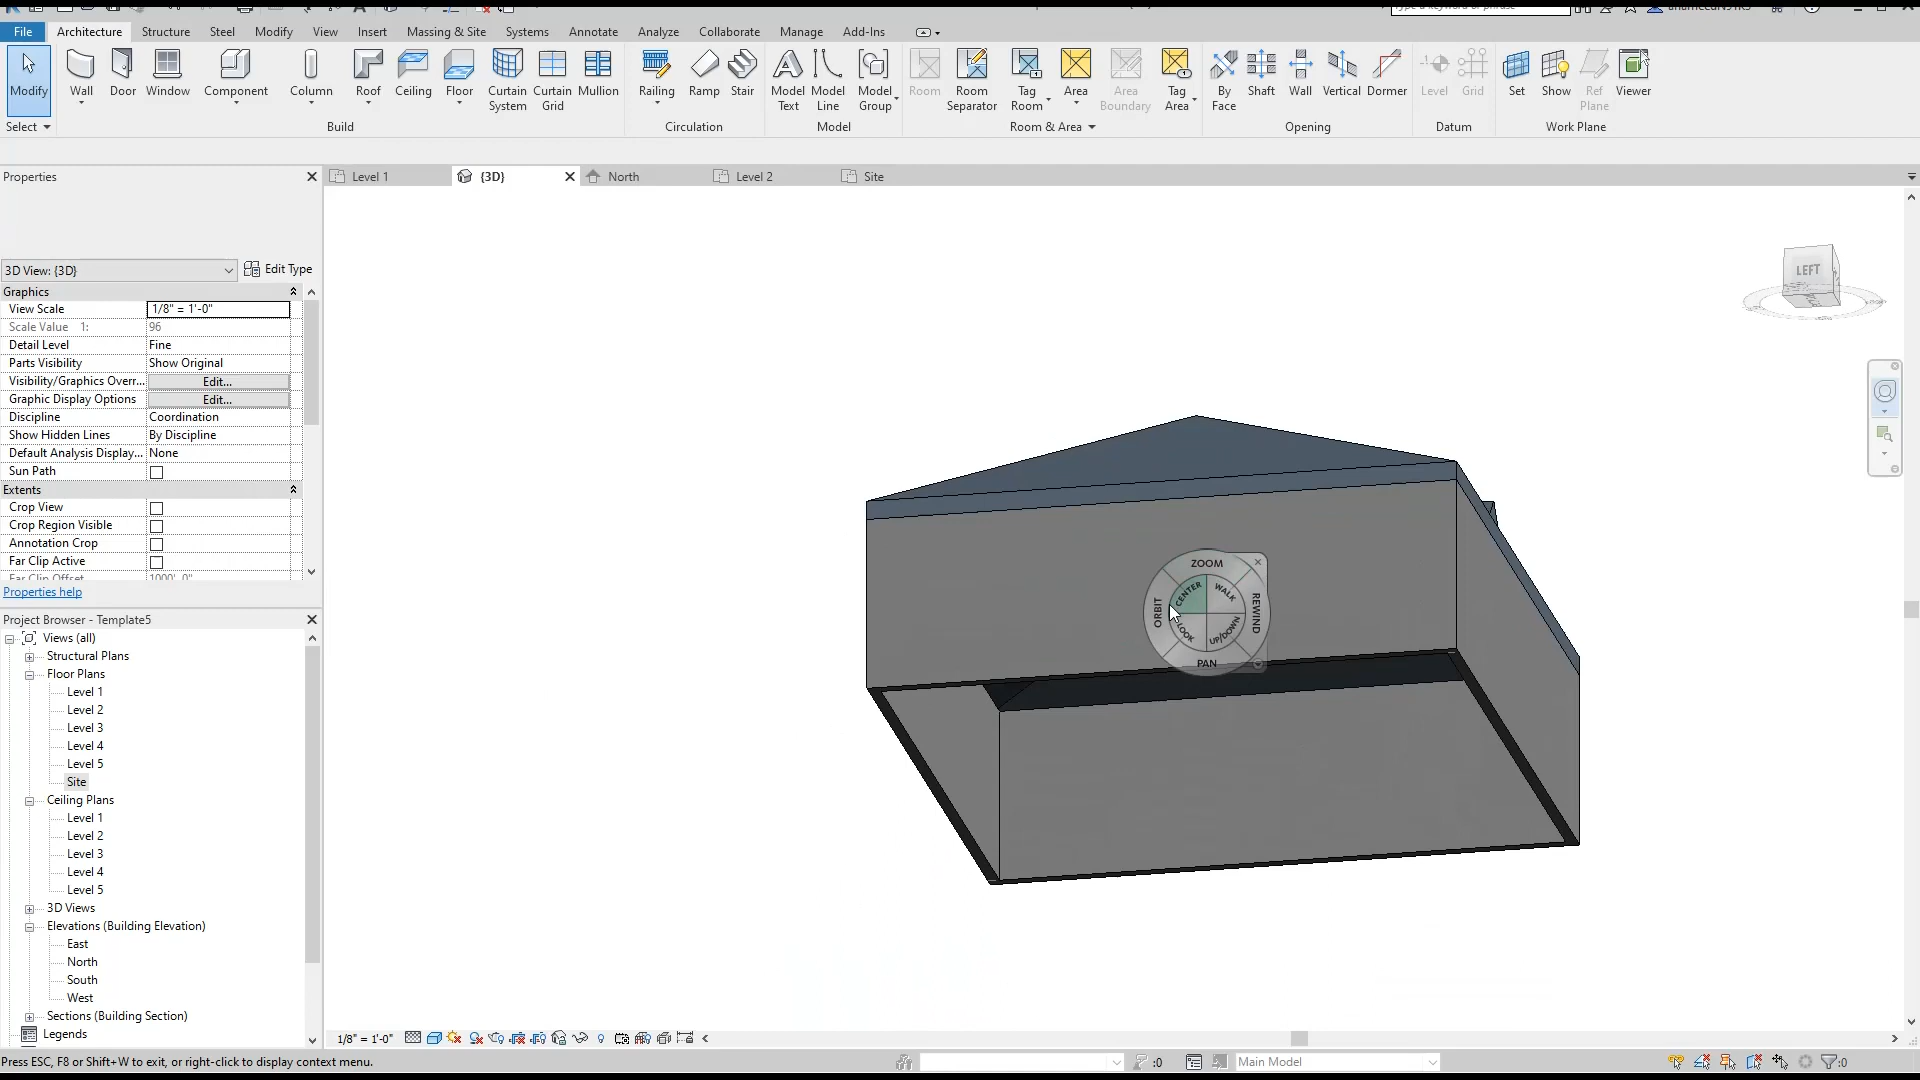 File Architecture Structure Steel Modify View Insert Massing & Site Systems Annotate Analyze Collaborate Manage Add-Ins
Modify Wall Door Window Component Column Roof Ceiling Floor Curtain System Curtain Grid Mullion Railing Ramp Stair Model Text Model Line Model Group Room Room Separator Tag Room Area Area Boundary Tag Area By Face Shaft Wall Vertical Dormer Level Grid Set Show Ref Plane Viewer
Select Build Circulation Model Room & Area Opening Datum Work Plane
Properties
Level 1 {3D} North Level 2 Site
3D View: {3D} Edit Type
Graphics
View Scale 1/8" = 1'-0"
Scale Value 1: 96
Detail Level Fine
Parts Visibility Show Original
Visibility/Graphics Overr... Edit...
Graphic Display Options Edit...
Discipline Coordination
Show Hidden Lines By Discipline
Default Analysis Display... None
Sun Path
Extents
Crop View
Crop Region Visible
Annotation Crop
Far Clip Active
Far Clip Offset 1000' 0"
Properties help
Project Browser - Template5
Views (all)
Structural Plans
Floor Plans
Level 1
Level 2
Level 3
Level 4
Level 5
Site
Ceiling Plans
Level 1
Level 2
Level 3
Level 4
Level 5
3D Views
Elevations (Building Elevation)
East
North
South
West
Sections (Building Section)
Legends
LEFT
ZOOM
CENTER WALK
ORBIT REWIND
LOOK UP/DOWN
PAN
1/8" = 1'-0"
Press ESC, F8 or Shift+W to exit, or right-click to display context menu.
:0 Main Model :0